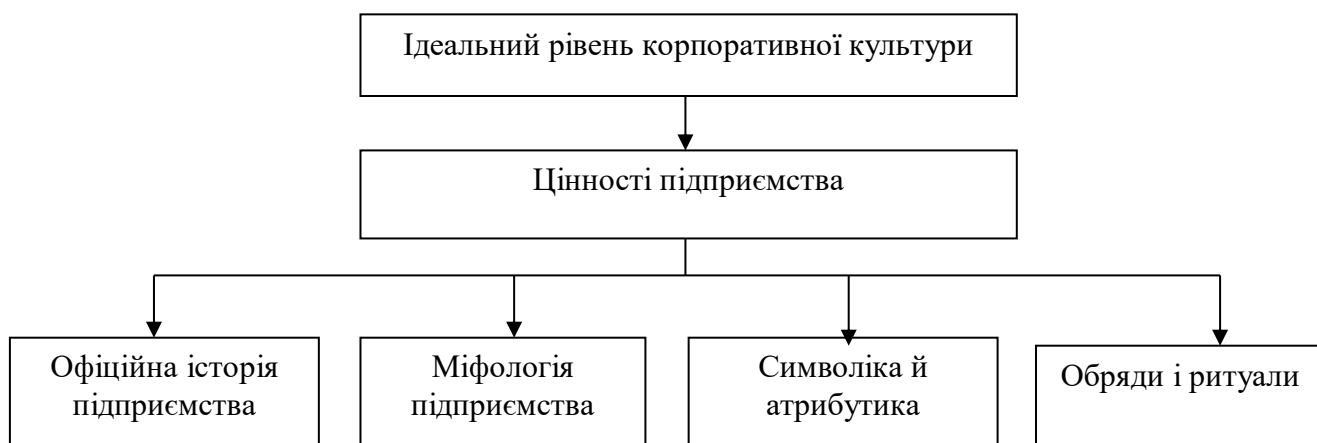 Ідеальний рівень корпоративної культури
Цінності підприємства
Офіційна історія
підприємства
Міфологія
підприємства
Символіка й
атрибутика
Обряди і ритуали